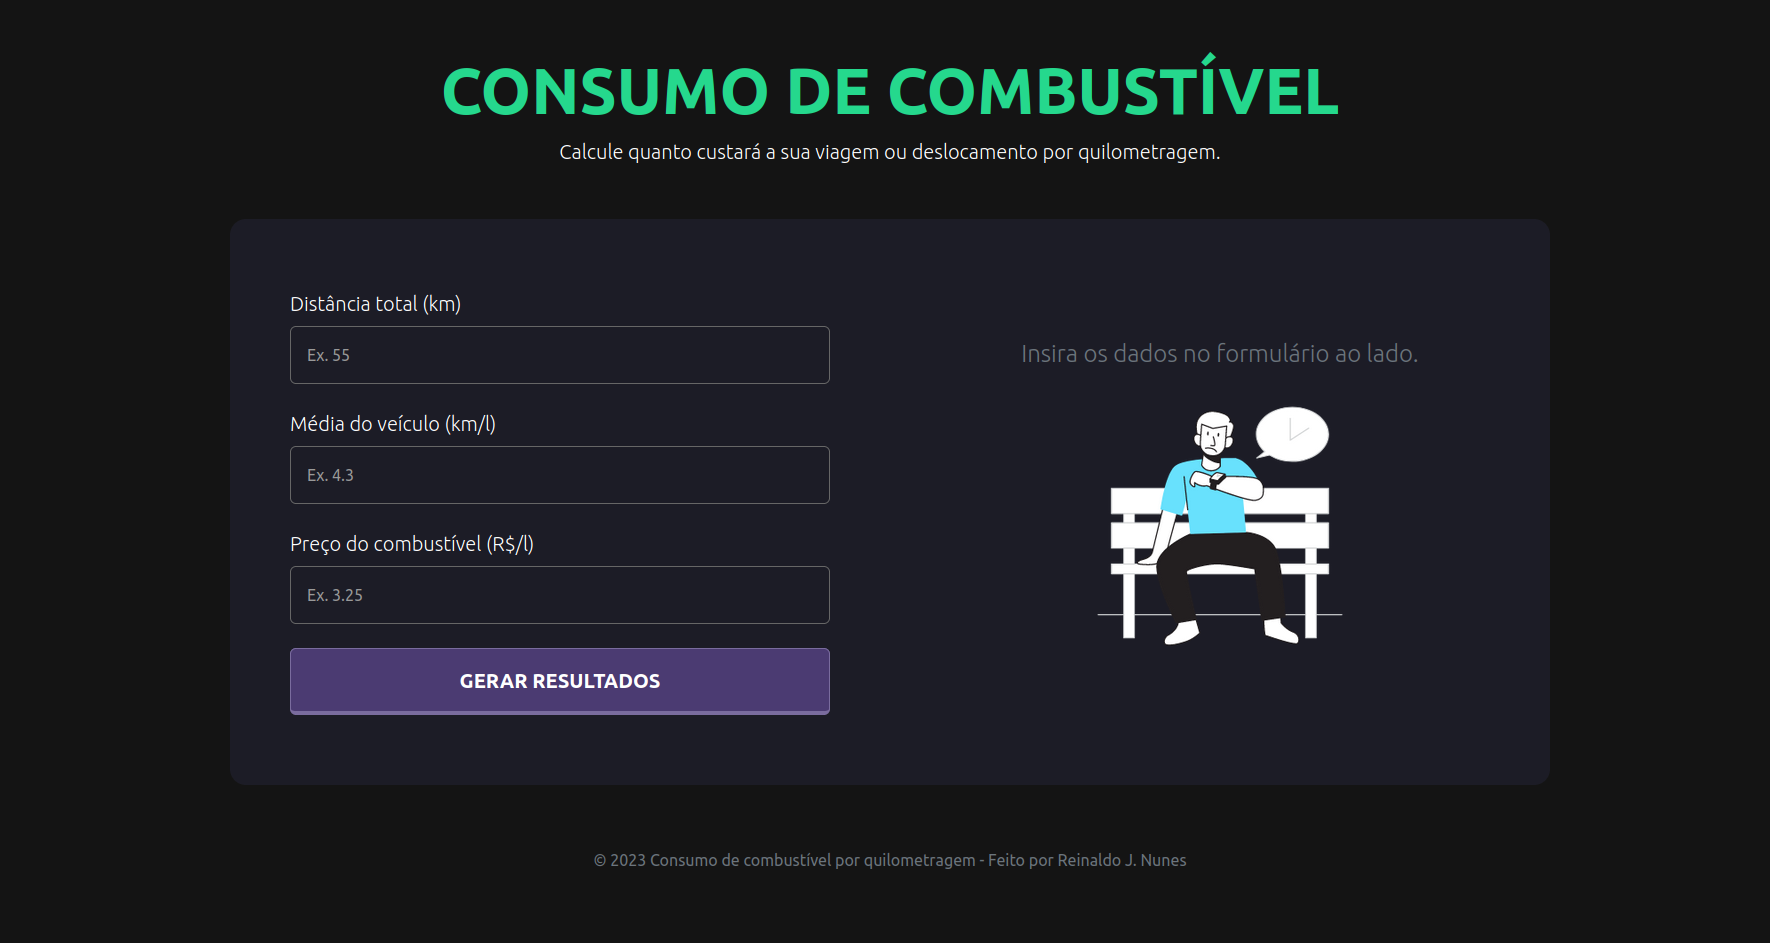 CONSUMO DE COMBUSTÍVEL
Calcule quanto custará a sua viagem ou deslocamento por quilometragem.
Distância total (km)
Ex. 55
Média do veículo (km/l)
Ex. 4.3
Preço do combustível (R$/l)
Ex. 3.25
GERAR RESULTADOS
Insira os dados no formulário ao lado.
© 2023 Consumo de combustível por quilometragem - Feito por Reinaldo J. Nunes